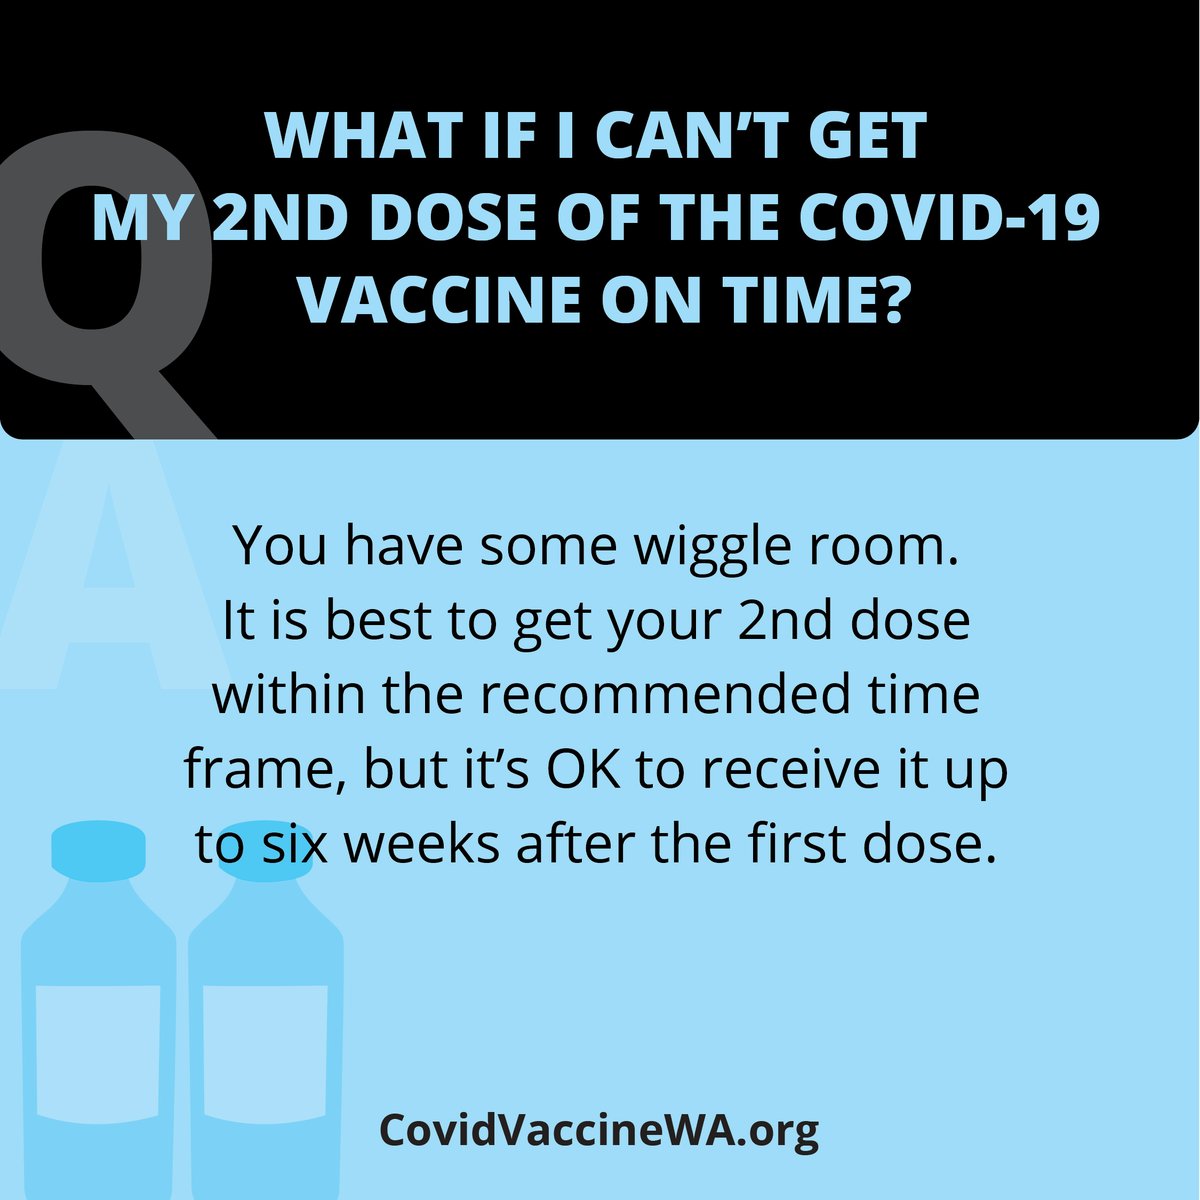 WHAT IF I CAN’T GET
MY 2ND DOSE OF THE COVID-19
VACCINE ON TIME?
Q
A
You have some wiggle room.
It is best to get your 2nd dose
within the recommended time
frame, but it’s OK to receive it up
to six weeks after the first dose.
CovidVaccineWA.org